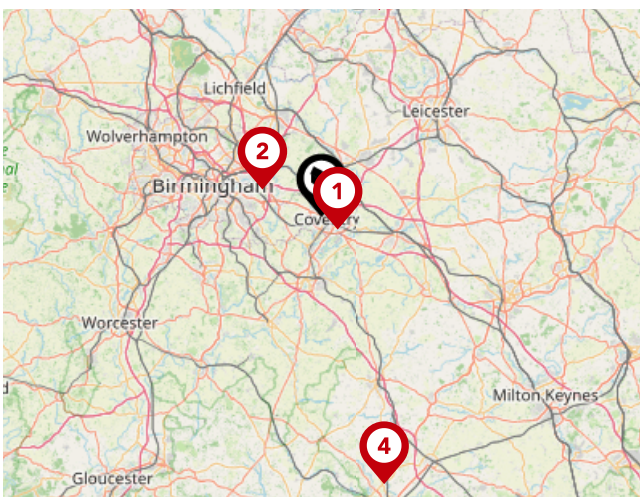 Lichfield
Leicester
Wolverhampton
2
Birmingham
1
Coventry
Worcester
Milton Keynes
4
Gloucester